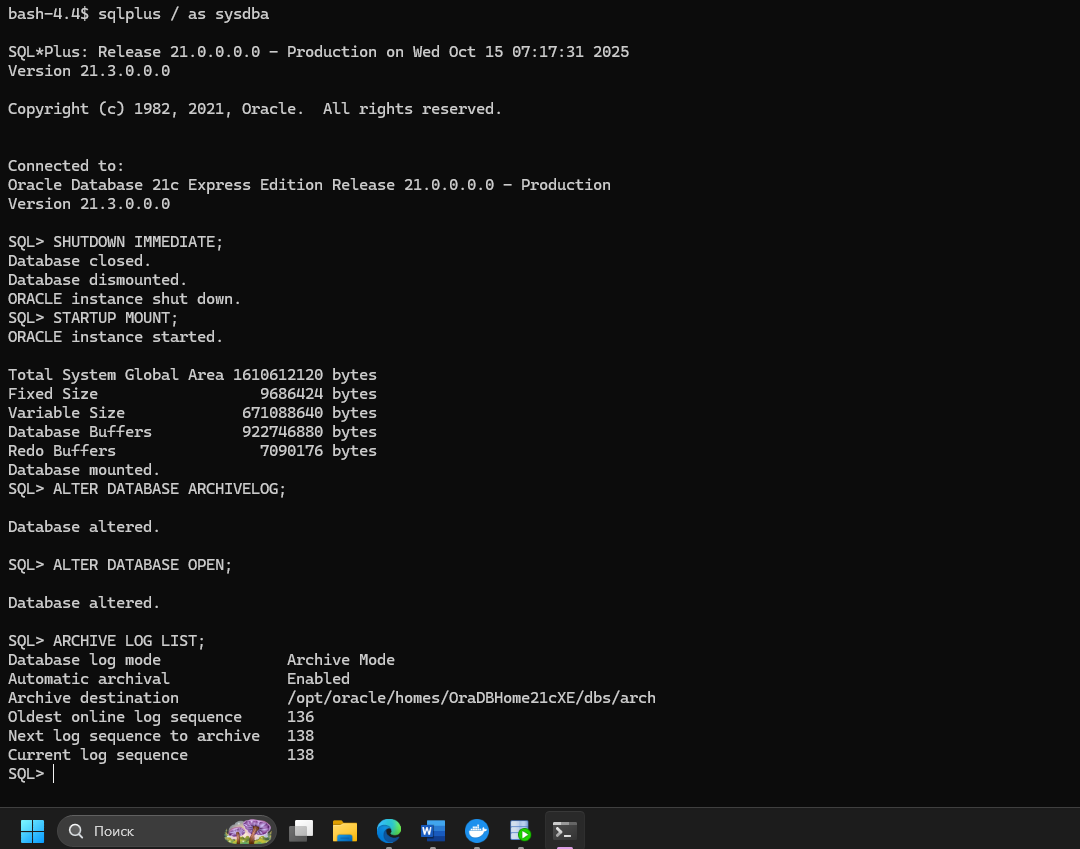 bash-4.4$ sqlplus / as sysdba
SQL*Plus: Release 21.0.0.0.0 - Production on Wed Oct 15 07:17:31 2025
Version 21.3.0.0.0
Copyright (c) 1982, 2021, Oracle.  All rights reserved.
Connected to:
Oracle Database 21c Express Edition Release 21.0.0.0.0 - Production
Version 21.3.0.0.0
SQL> SHUTDOWN IMMEDIATE;
Database closed.
Database dismounted.
ORACLE instance shut down.
SQL> STARTUP MOUNT;
ORACLE instance started.
Total System Global Area 1610612120 bytes
Fixed Size                  9686424 bytes
Variable Size             671088640 bytes
Database Buffers          922746880 bytes
Redo Buffers                7090176 bytes
Database mounted.
SQL> ALTER DATABASE ARCHIVELOG;
Database altered.
SQL> ALTER DATABASE OPEN;
Database altered.
SQL> ARCHIVE LOG LIST;
Database log mode              Archive Mode
Automatic archival             Enabled
Archive destination            /opt/oracle/homes/OraDBHome21cXE/dbs/arch
Oldest online log sequence     136
Next log sequence to archive   138
Current log sequence           138
SQL>
Поиск